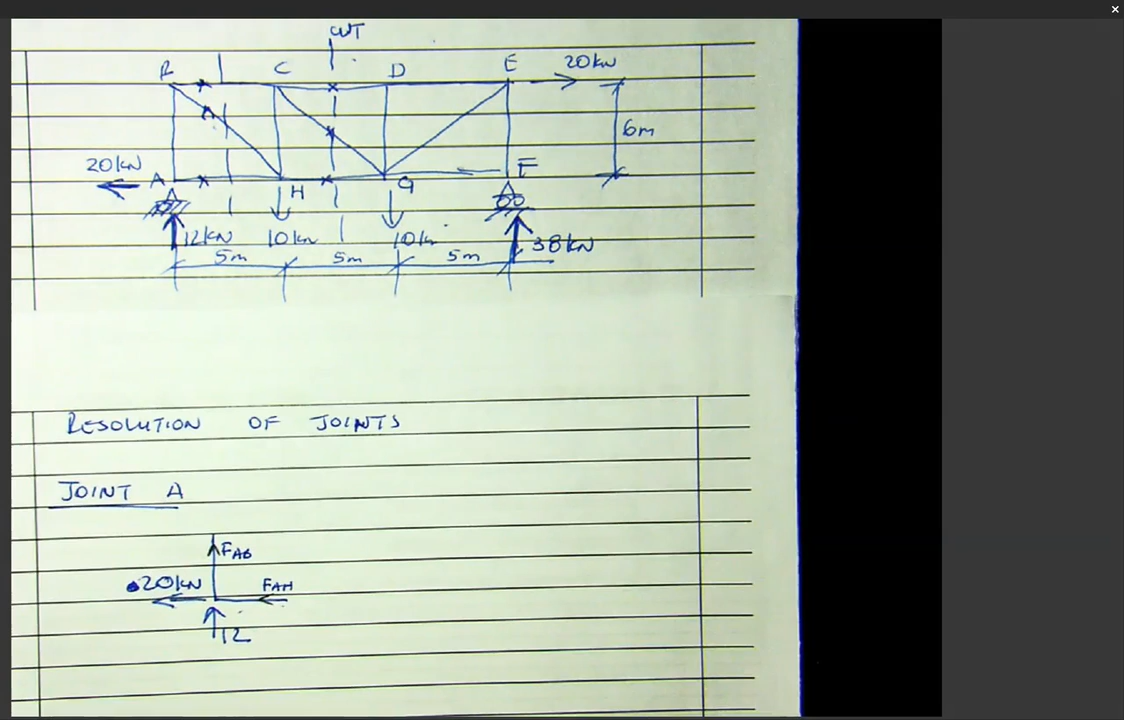 CUT
B C D E 20kN
6m
20kN A H G F
12kN 10kN 10kN 38kN
5m 5m 5m
RESOLUTION OF JOINTS
JOINT A
FAB
20kN FAH
12